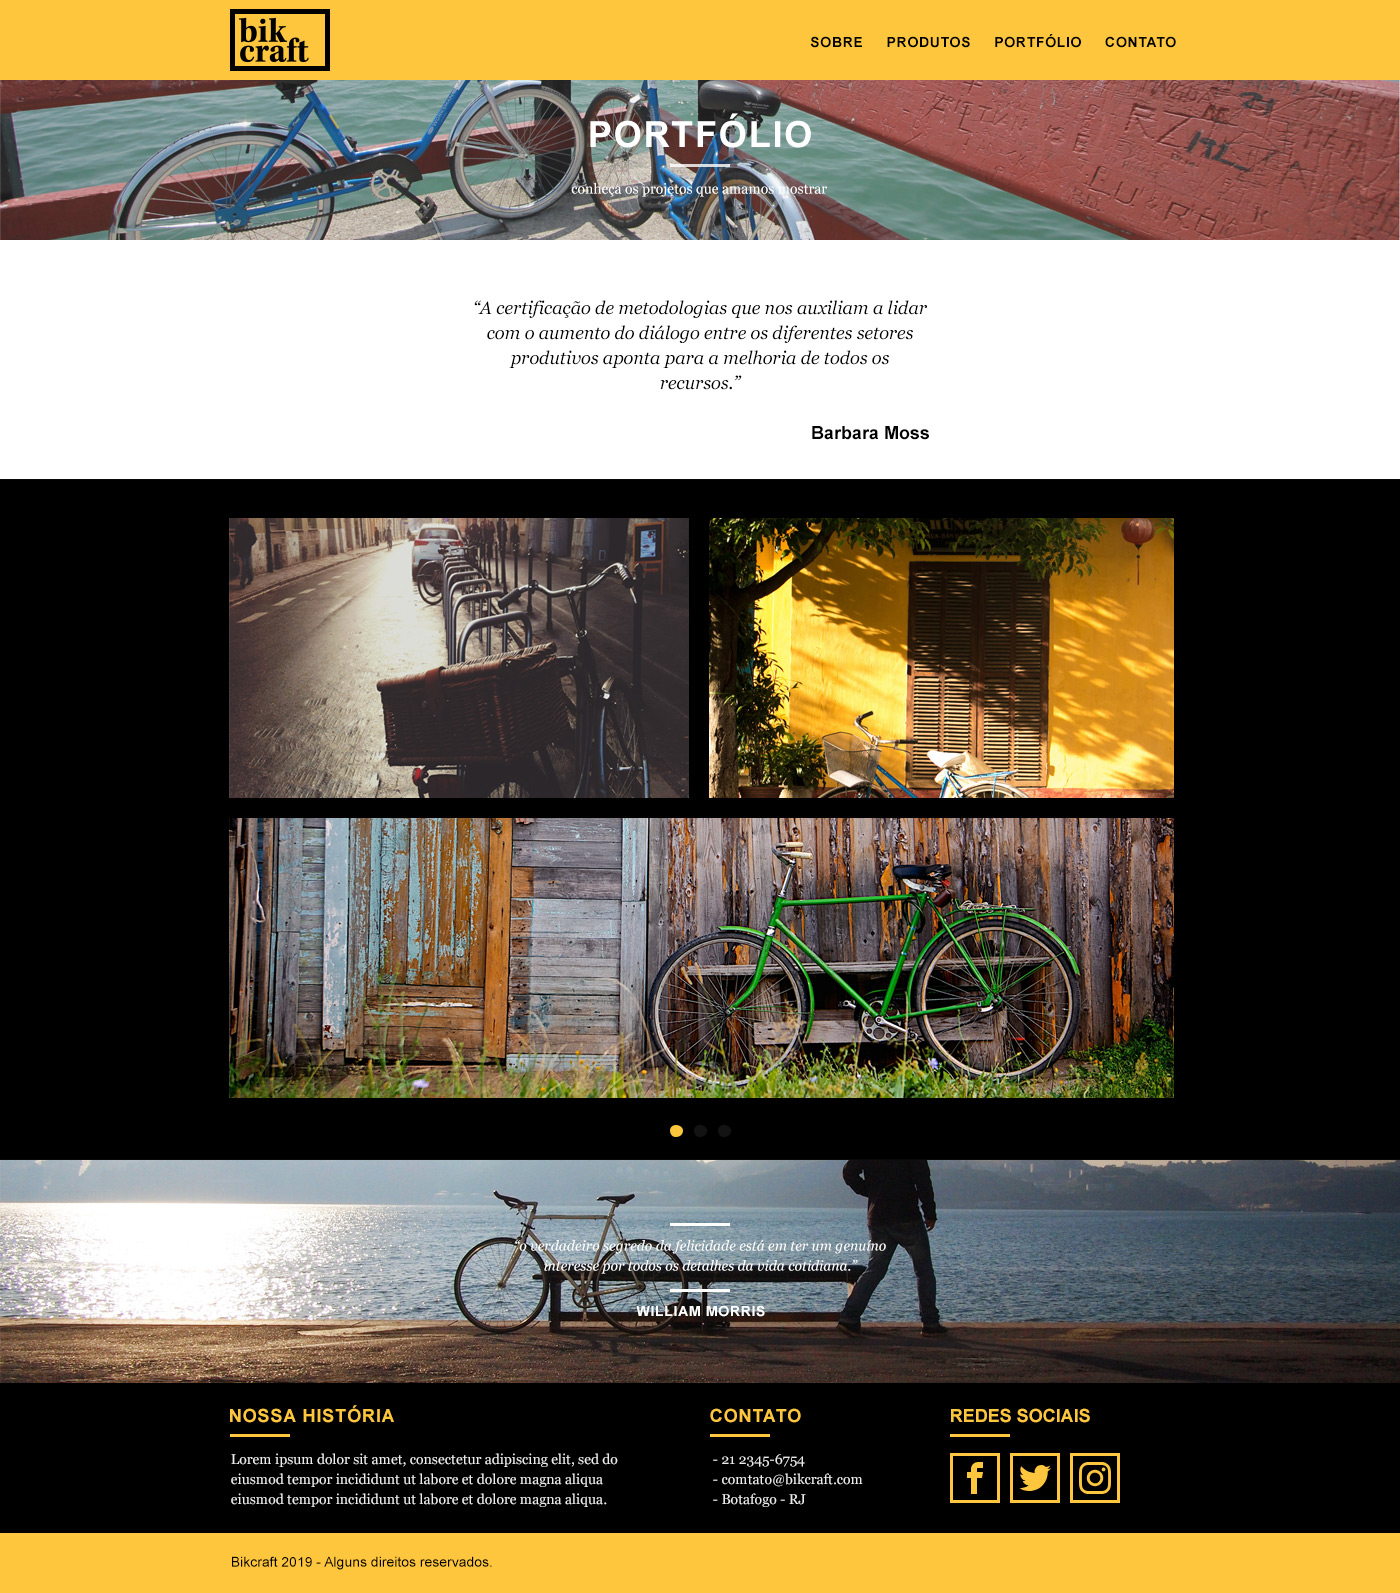 bik
craft
SOBRE PRODUTOS PORTFÓLIO CONTATO
PORTFÓLIO
conheça os projetos que amamos mostrar
“A certificação de metodologias que nos auxiliam a lidar
com o aumento do diálogo entre os diferentes setores
produtivos aponta para a melhoria de todos os
recursos.”
Barbara Moss
“o verdadeiro segredo da felicidade está em ter um genuíno
interesse por todos os detalhes da vida cotidiana.”
WILLIAM MORRIS
NOSSA HISTÓRIA
Lorem ipsum dolor sit amet, consectetur adipiscing elit, sed do
eiusmod tempor incididunt ut labore et dolore magna aliqua
eiusmod tempor incididunt ut labore et dolore magna aliqua.
CONTATO
- 21 2345-6754
- comtato@bikcraft.com
- Botafogo - RJ
REDES SOCIAIS
Bikcraft 2019 - Alguns direitos reservados.